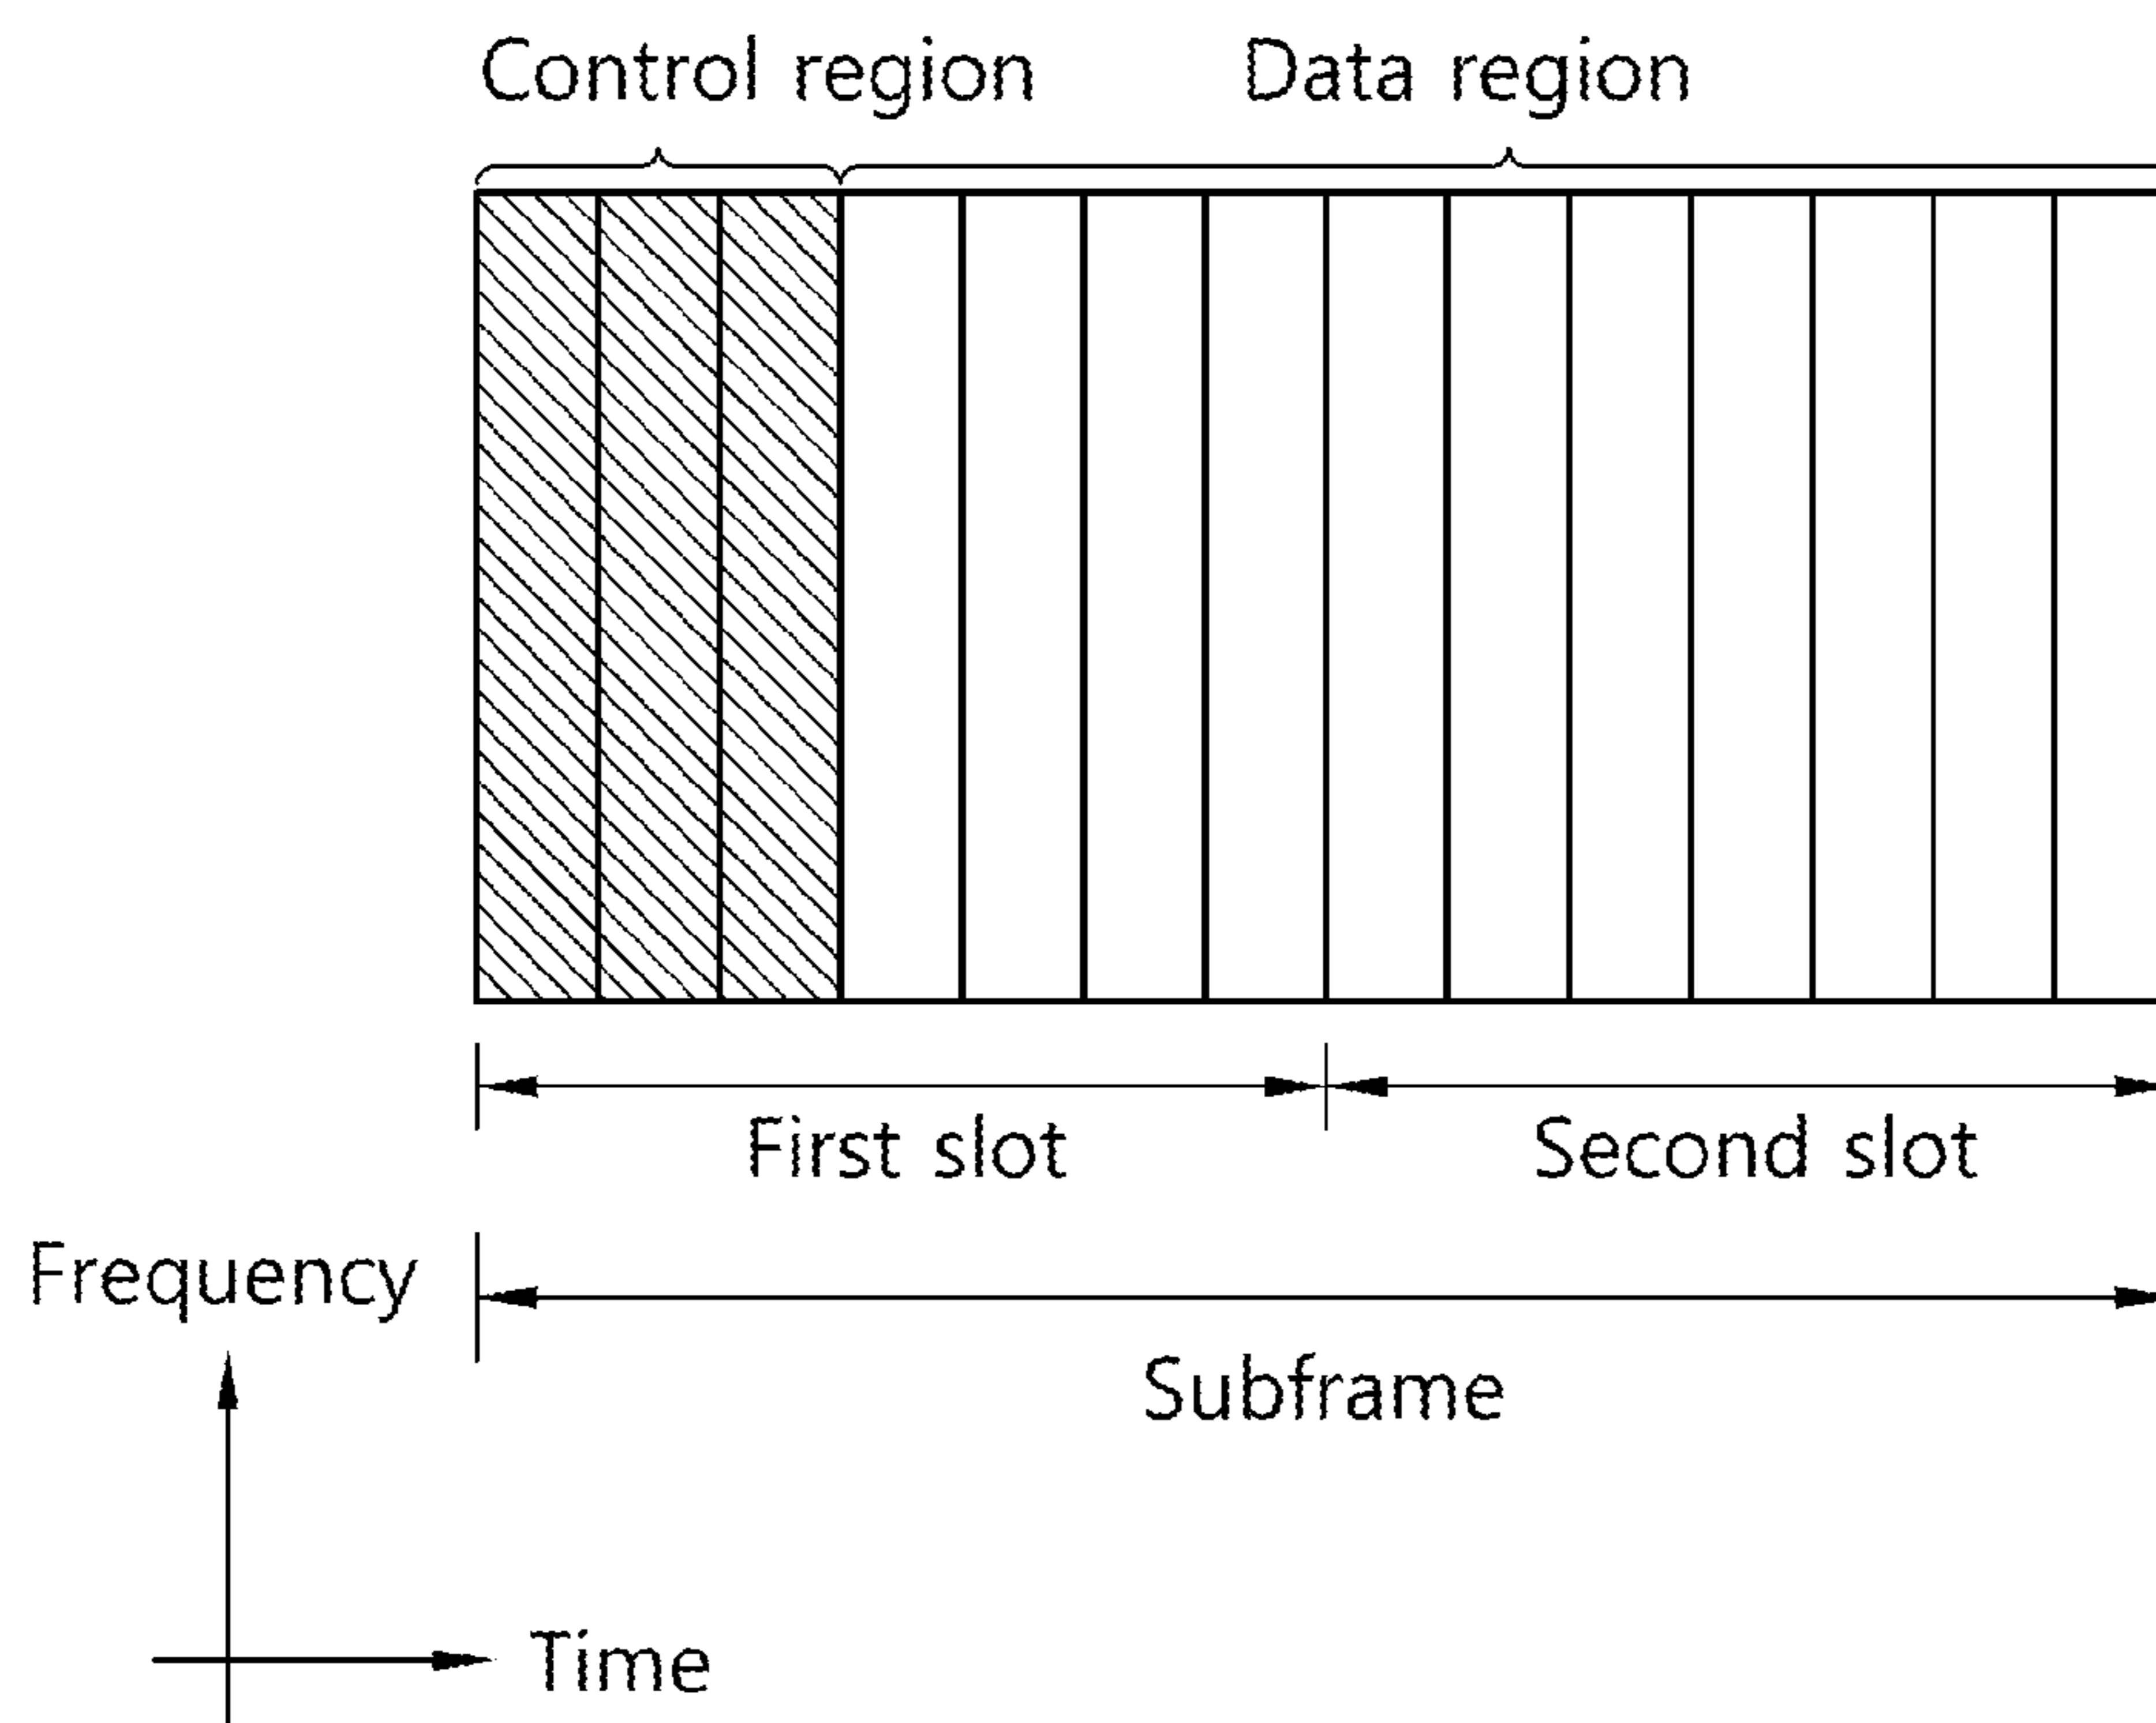 Control region Data region
First slot Second slot
Frequency
Subframe
Time